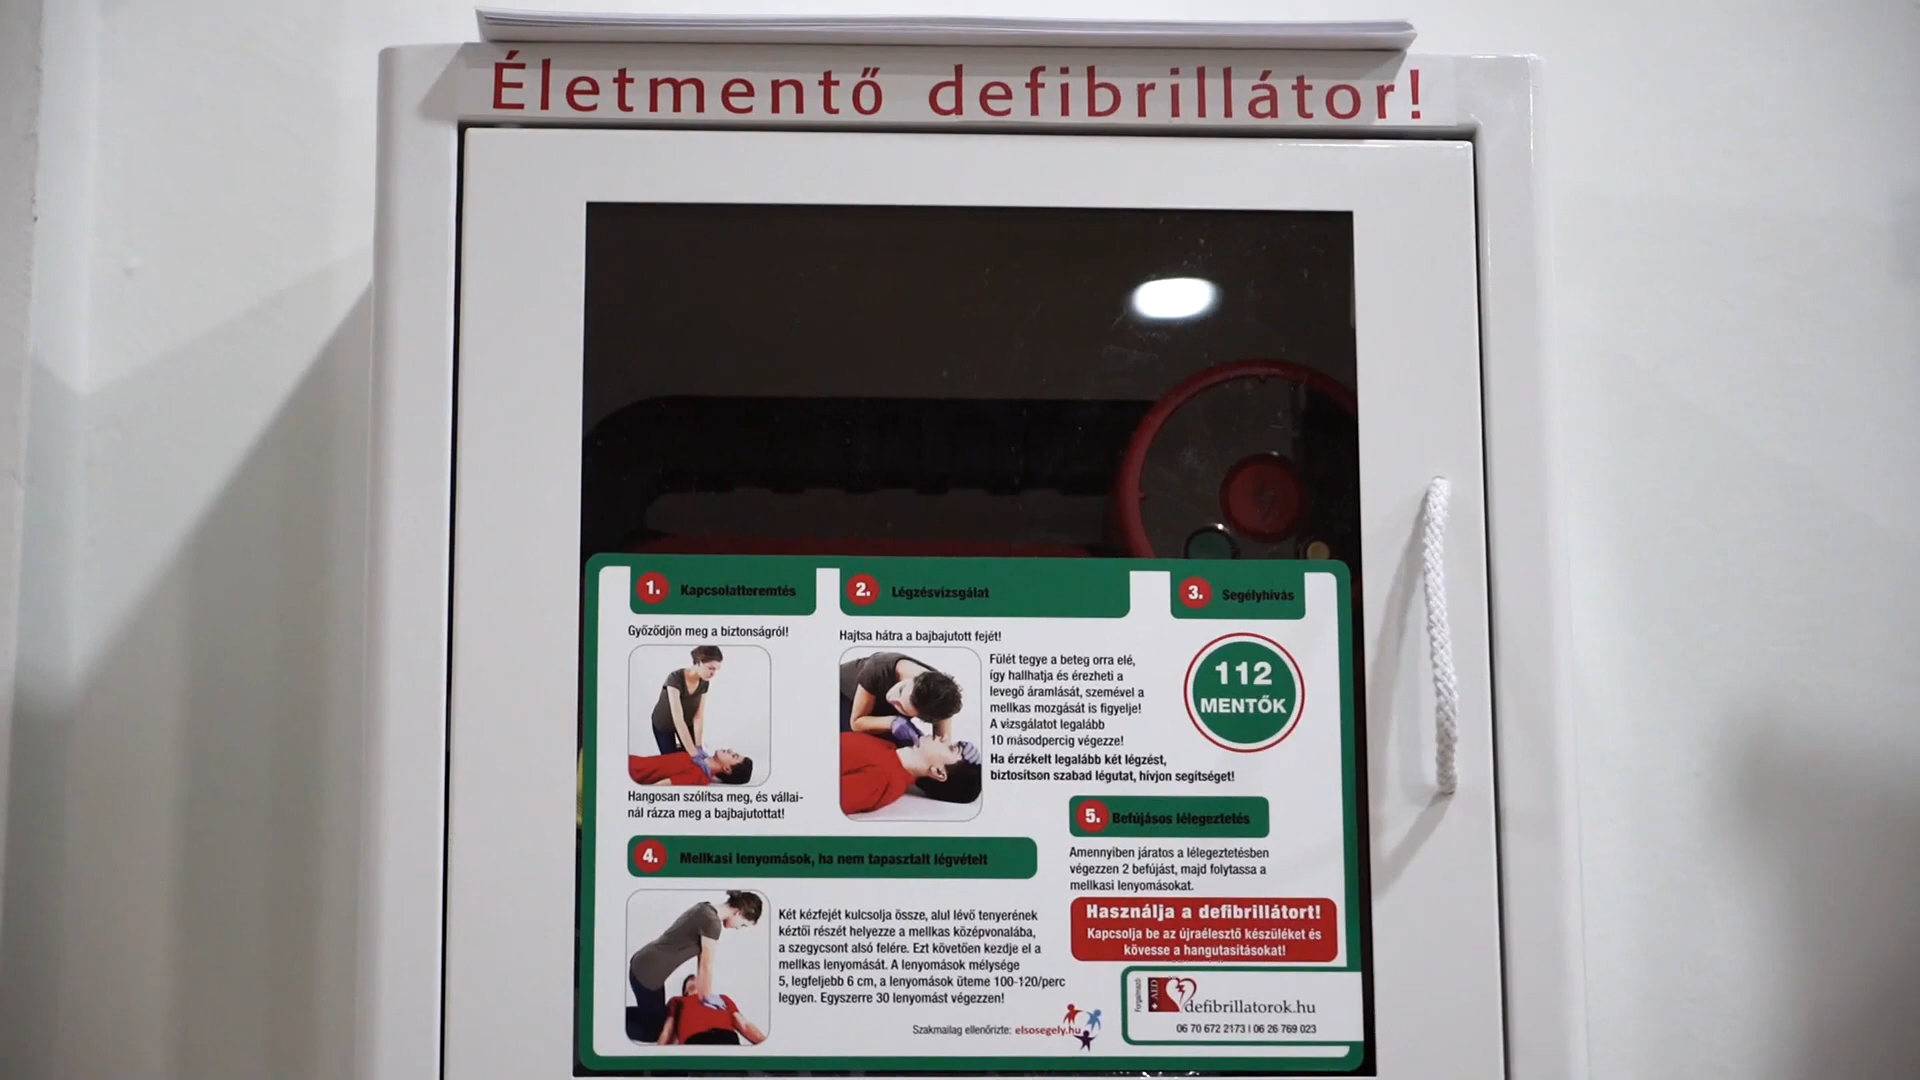 Életmentő defibrillátor!
1. Kapcsolatteremtés
Győződjön meg a biztonságról!
Hangosan szólítsa meg, és vállai-
nál rázza meg a bajbajutottat!
2. Légzésvizsgálat
Hajtsa hátra a bajbajutott fejét!
Fülét tegye a beteg orra elé,
így hallhatja és érezheti a
levegő áramlását, szemével a
mellkas mozgását is figyelje!
A vizsgálatot legalább
10 másodpercig végezze!
Ha érzékelt legalább két légzést,
biztosítson szabad légutat, hívjon segítséget!
3. Segélyhívás
112
MENTŐK
4. Mellkasi lenyomások, ha nem tapasztalt légvételt
Két kézfejét kulcsolja össze, alul lévő tenyerének
kéztői részét helyezze a mellkas középvonalába,
a szegycsont alsó felére. Ezt követően kezdje el a
mellkas lenyomását. A lenyomások mélysége
5, legfeljebb 6 cm, a lenyomások üteme 100-120/perc
legyen. Egyszerre 30 lenyomást végezzen!
5. Befújásos lélegeztetés
Amennyiben járatos a lélegeztetésben
végezzen 2 befújást, majd folytassa a
mellkasi lenyomásokat.
Használja a defibrillátort!
Kapcsolja be az újraélesztő készüléket és
kövesse a hangutasításokat!
Szakmailag ellenőrizte: elsosegely.hu
Forgalmazó
AED
defibrillatorok.hu
06 70 672 2173 I 06 26 769 023